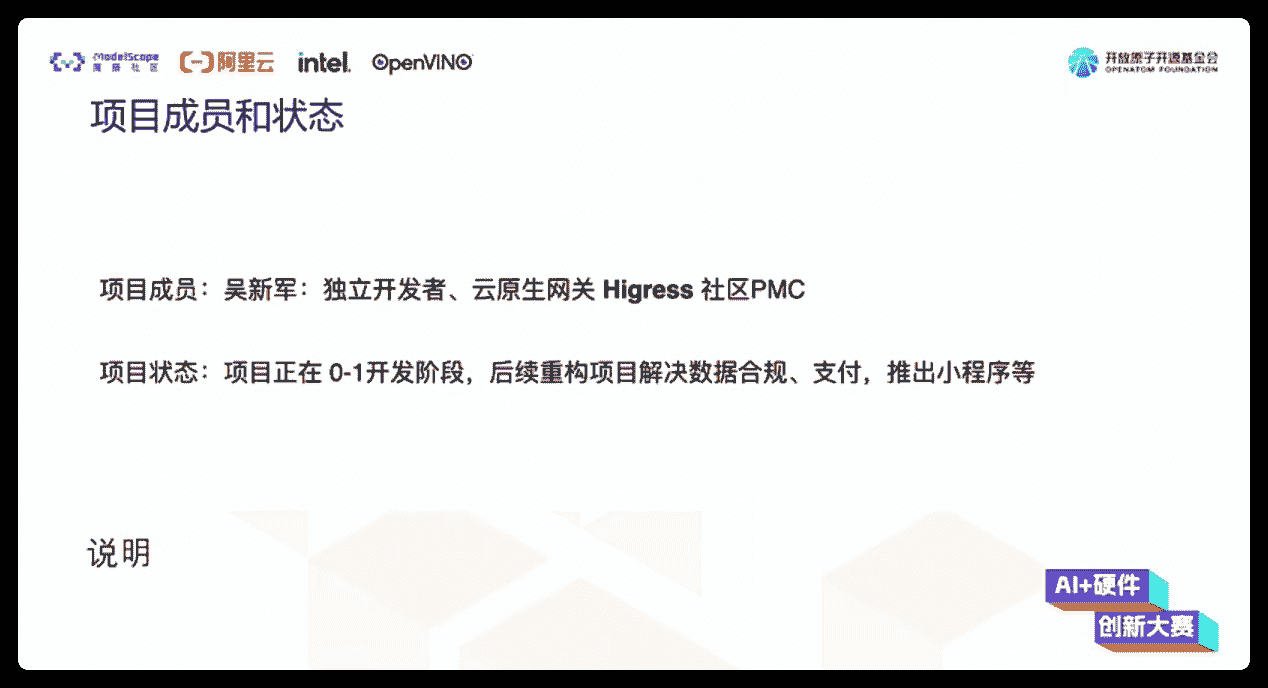 ModelScope
魔搭社区
阿里云
intel.
OpenVINO
开放原子开源基金会
OPENATOM FOUNDATION
项目成员和状态
项目成员：吴新军：独立开发者、云原生网关 Higress 社区PMC
项目状态：项目正在 0-1开发阶段，后续重构项目解决数据合规、支付，推出小程序等
说明
AI+硬件
创新大赛